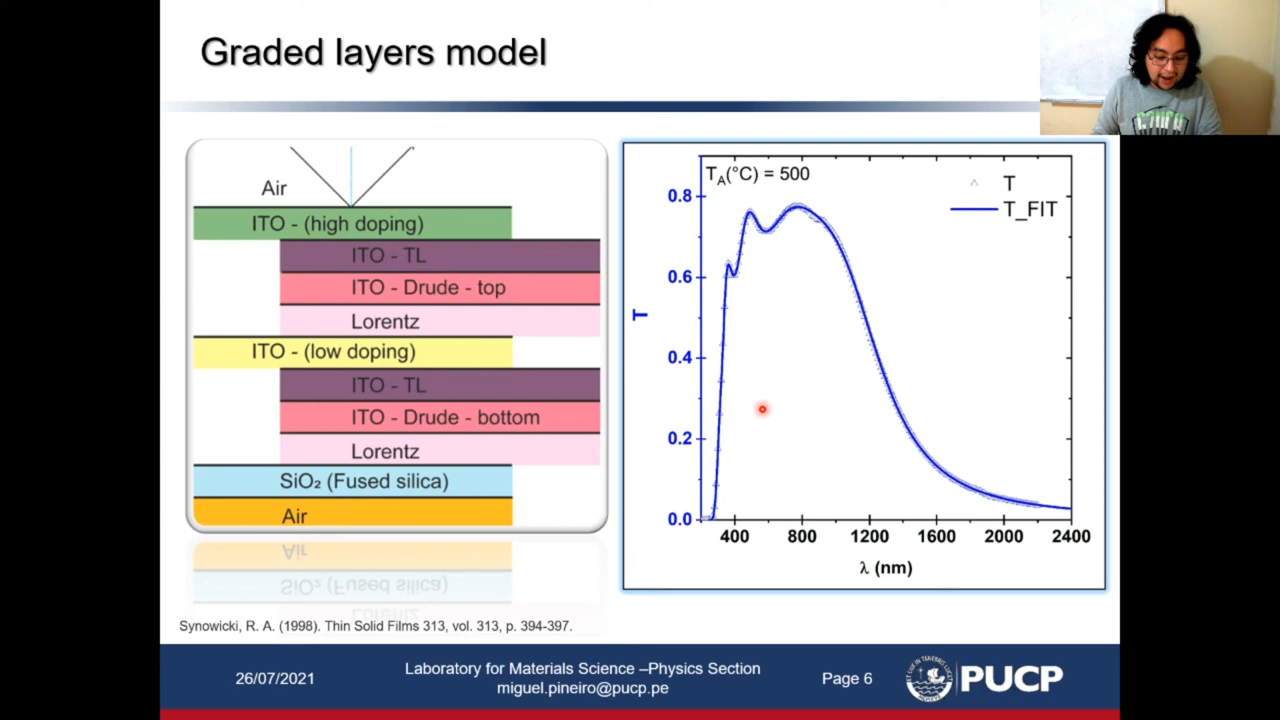 Graded layers model
Air
ITO - (high doping)
ITO - TL
ITO - Drude - top
Lorentz
ITO - (low doping)
ITO - TL
ITO - Drude - bottom
Lorentz
SiO₂ (Fused silica)
Air
T_A(°C) = 500
T
T_FIT
T
0.8
0.6
0.4
0.2
0.0
400 800 1200 1600 2000 2400
λ (nm)
Synowicki, R. A. (1998). Thin Solid Films 313, vol. 313, p. 394-397.
26/07/2021
Laboratory for Materials Science –Physics Section
miguel.pineiro@pucp.pe
Page 6
PUCP